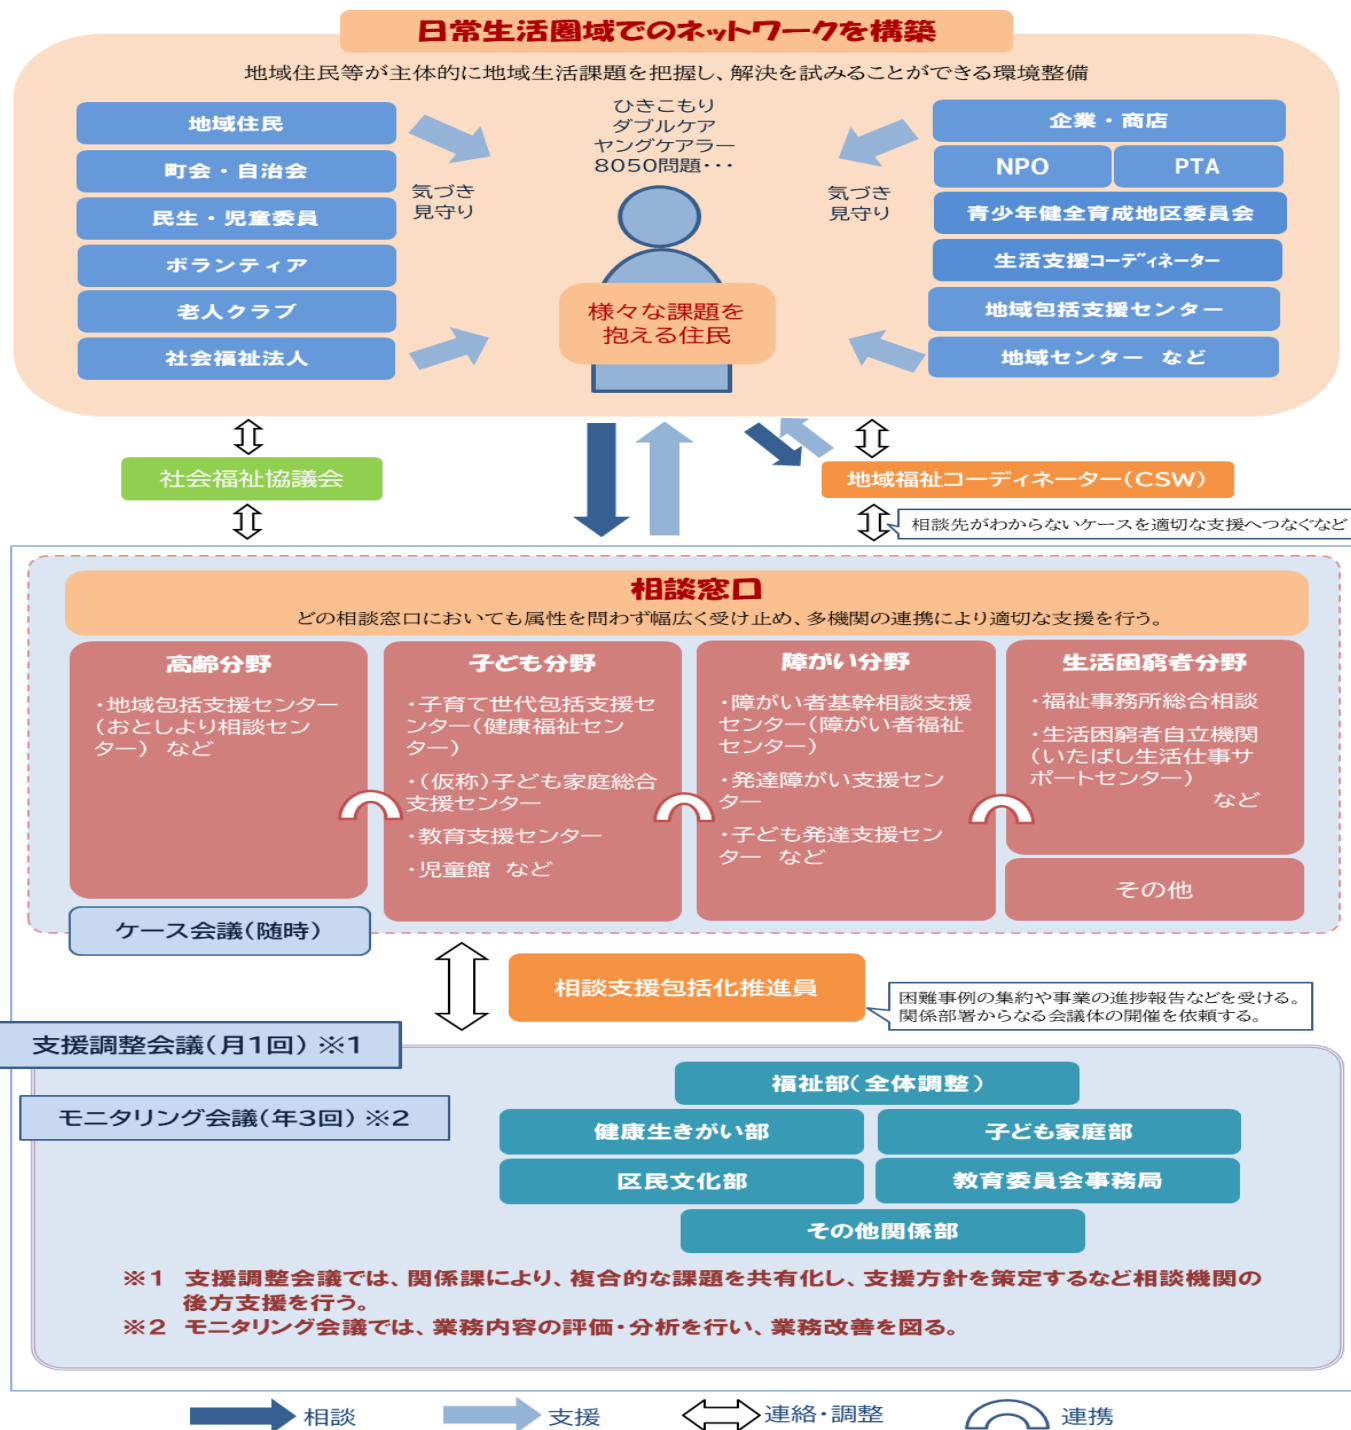 日常生活圏域でのネットワークを構築
地域住民等が主体的に地域生活課題を把握し、解決を試みることができる環境整備
地域住民
町会・自治会
民生・児童委員
ボランティア
老人クラブ
社会福祉法人
気づき
見守り
ひきこもり
ダブルケア
ヤングケアラー
8050問題・・・
様々な課題を
抱える住民
気づき
見守り
企業・商店
NPO
PTA
青少年健全育成地区委員会
生活支援コーディネーター
地域包括支援センター
地域センター など
社会福祉協議会
地域福祉コーディネーター(CSW)
相談先がわからないケースを適切な支援へつなぐなど
相談窓口
どの相談窓口においても属性を問わず幅広く受け止め、多機関の連携により適切な支援を行う。
高齢分野
・地域包括支援センター
(おとしより相談セン
ター) など
子ども分野
・子育て世代包括支援セ
ンター(健康福祉セン
ター)
・(仮称)子ども家庭総合
支援センター
・教育支援センター
・児童館 など
障がい分野
・障がい者基幹相談支援
センター(障がい者福祉
センター)
・発達障がい支援セン
ター
・子ども発達支援セン
ター など
生活困窮者分野
・福祉事務所総合相談
・生活困窮者自立機関
(いたばし生活仕事サ
ポートセンター)
など
その他
ケース会議(随時)
相談支援包括化推進員
困難事例の集約や事業の進捗報告などを受ける。
関係部署からなる会議体の開催を依頼する。
支援調整会議(月1回) ※1
モニタリング会議(年3回) ※2
福祉部(全体調整)
健康生きがい部
子ども家庭部
区民文化部
教育委員会事務局
その他関係部
※1 支援調整会議では、関係課により、複合的な課題を共有化し、支援方針を策定するなど相談機関の
後方支援を行う。
※2 モニタリング会議では、業務内容の評価・分析を行い、業務改善を図る。
相談
支援
連絡・調整
連携